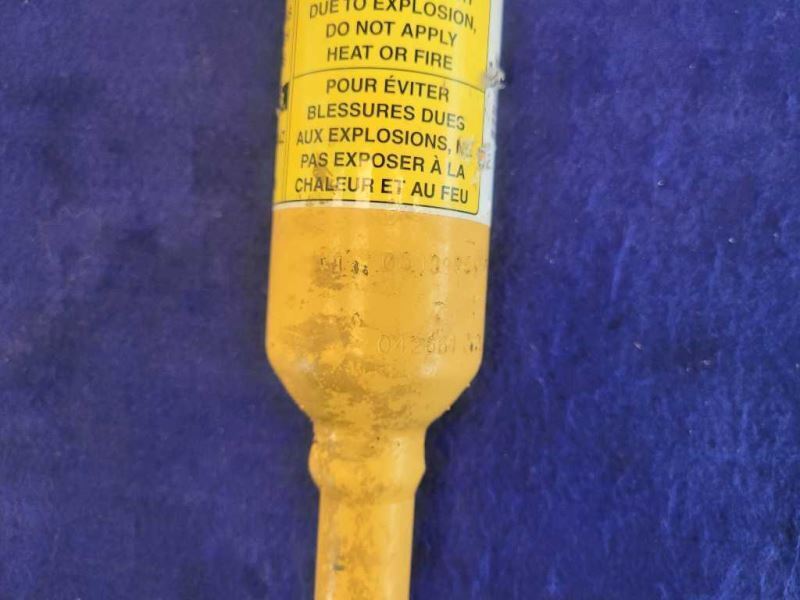 DUE TO EXPLOSION,
DO NOT APPLY
HEAT OR FIRE
POUR ÉVITER
BLESSURES DUES
AUX EXPLOSIONS,
PAS EXPOSER À LA
CHALEUR ET AU FEU